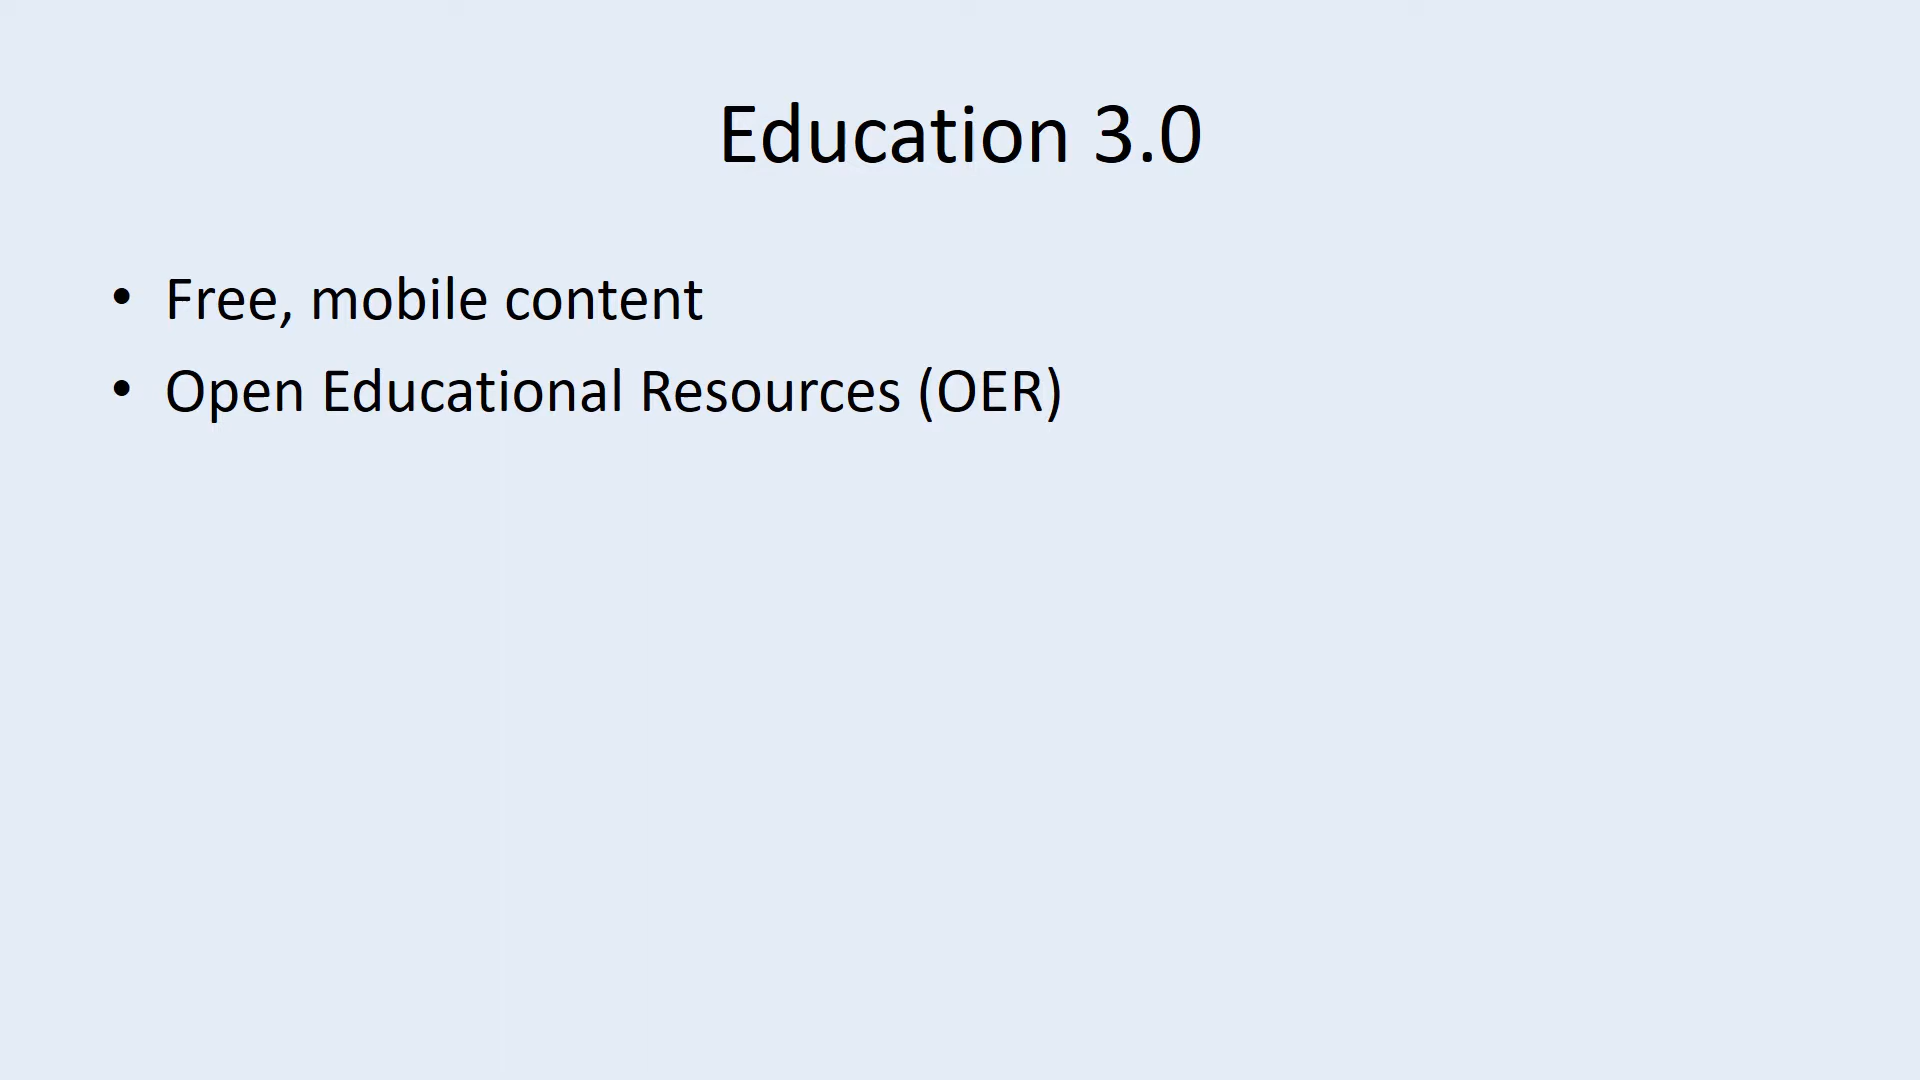 Education 3.0
• Free, mobile content
• Open Educational Resources (OER)